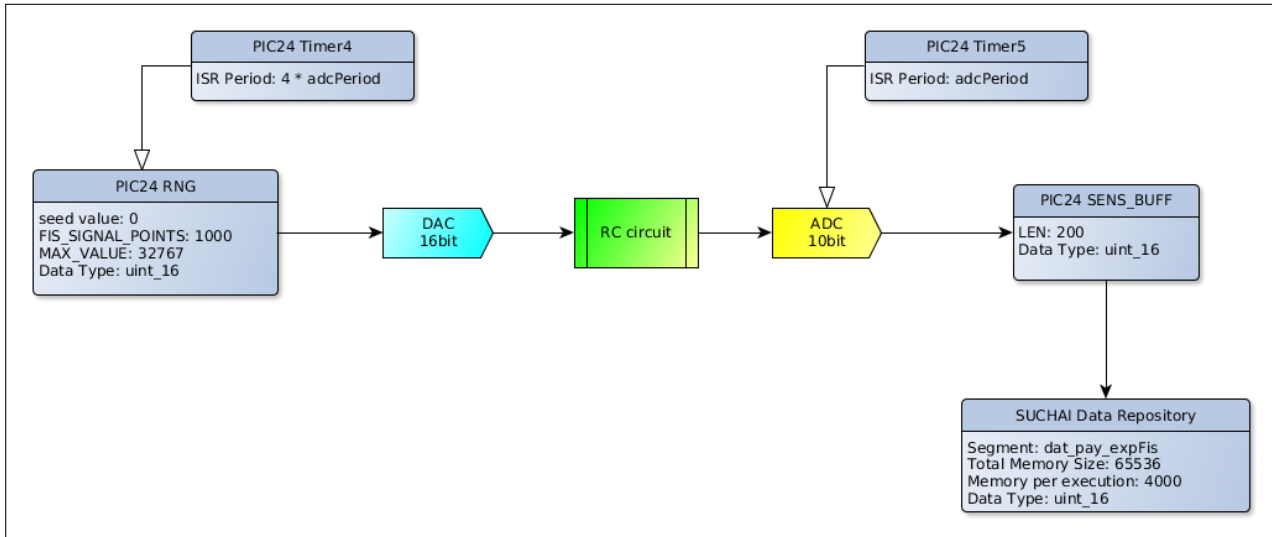 PIC24 Timer4
ISR Period: 4 * adcPeriod
PIC24 Timer5
ISR Period: adcPeriod
PIC24 RNG
seed value: 0
FIS_SIGNAL_POINTS: 1000
MAX_VALUE: 32767
Data Type: uint_16
DAC
16bit
RC circuit
ADC
10bit
PIC24 SENS_BUFF
LEN: 200
Data Type: uint_16
SUCHAI Data Repository
Segment: dat_pay_expFis
Total Memory Size: 65536
Memory per execution: 4000
Data Type: uint_16